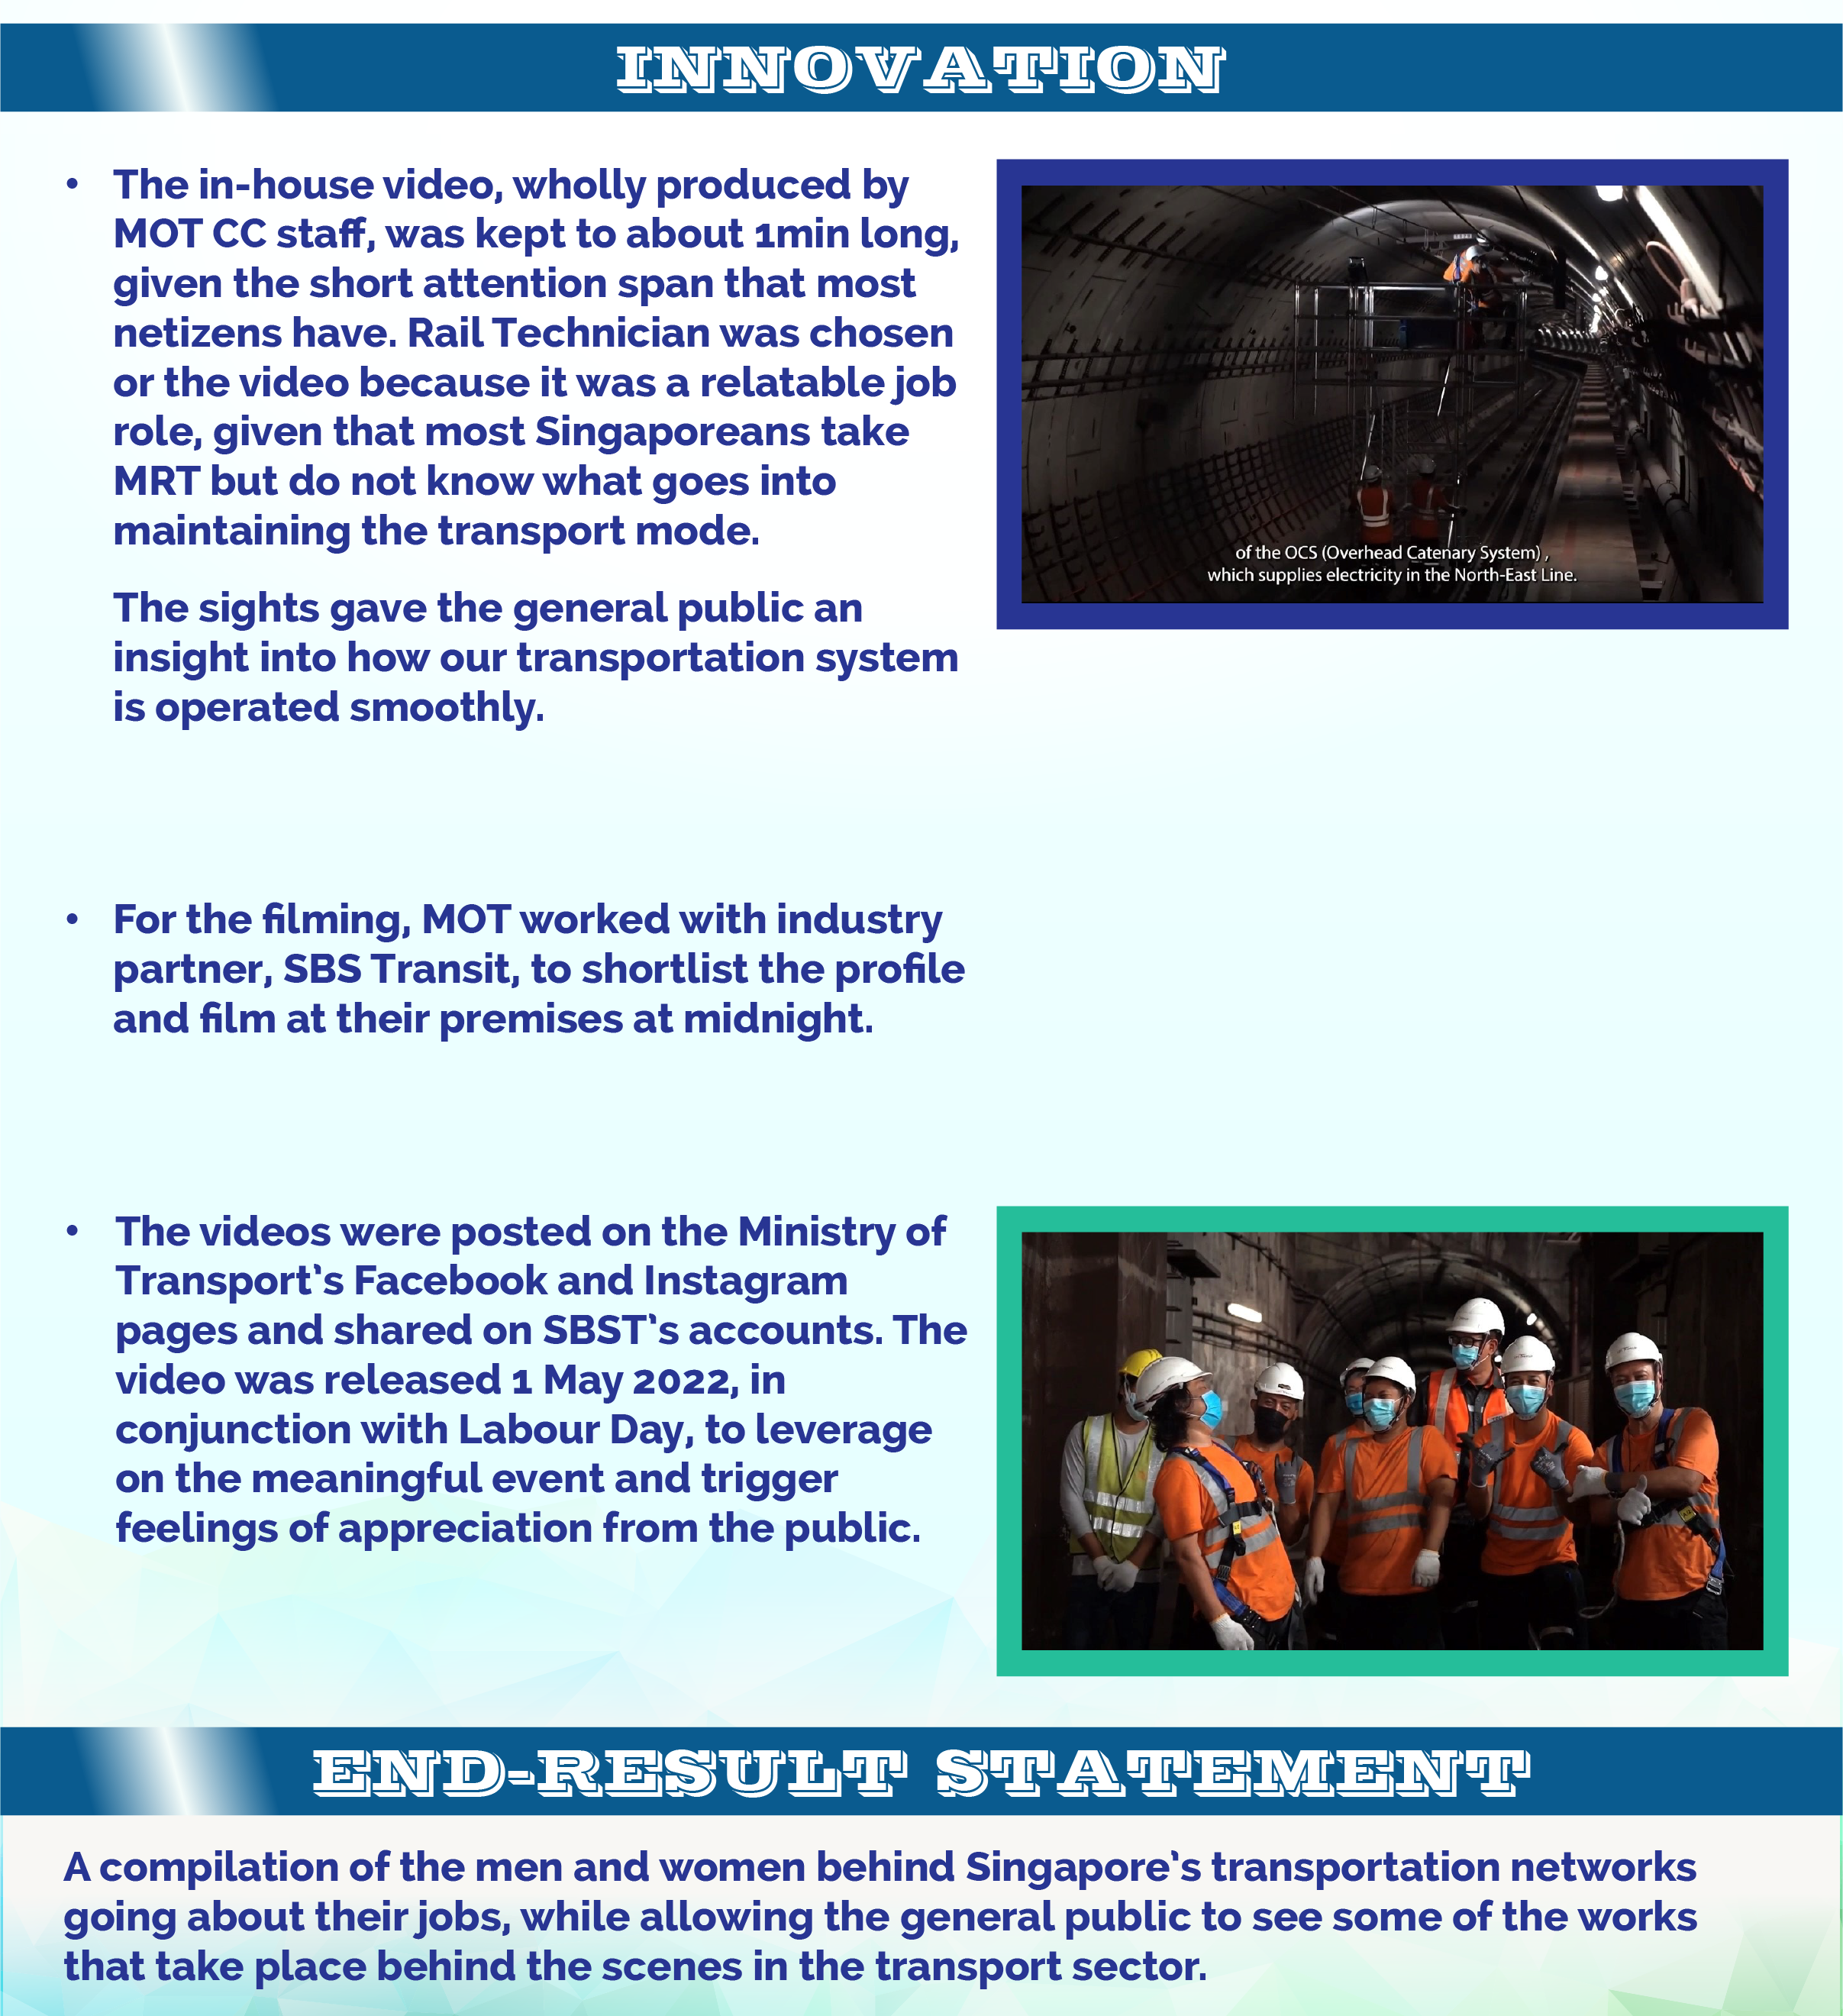 INNOVATION
• The in-house video, wholly produced by
MOT CC staff, was kept to about 1min long,
given the short attention span that most
netizens have. Rail Technician was chosen
or the video because it was a relatable job
role, given that most Singaporeans take
MRT but do not know what goes into
maintaining the transport mode.
The sights gave the general public an
insight into how our transportation system
is operated smoothly.
of the OCS (Overhead Catenary System) ,
which supplies electricity in the North-East Line.
• For the filming, MOT worked with industry
partner, SBS Transit, to shortlist the profile
and film at their premises at midnight.
• The videos were posted on the Ministry of
Transport's Facebook and Instagram
pages and shared on SBST's accounts. The
video was released 1 May 2022, in
conjunction with Labour Day, to leverage
on the meaningful event and trigger
feelings of appreciation from the public.
END-RESULT STATEMENT
A compilation of the men and women behind Singapore's transportation networks
going about their jobs, while allowing the general public to see some of the works
that take place behind the scenes in the transport sector.